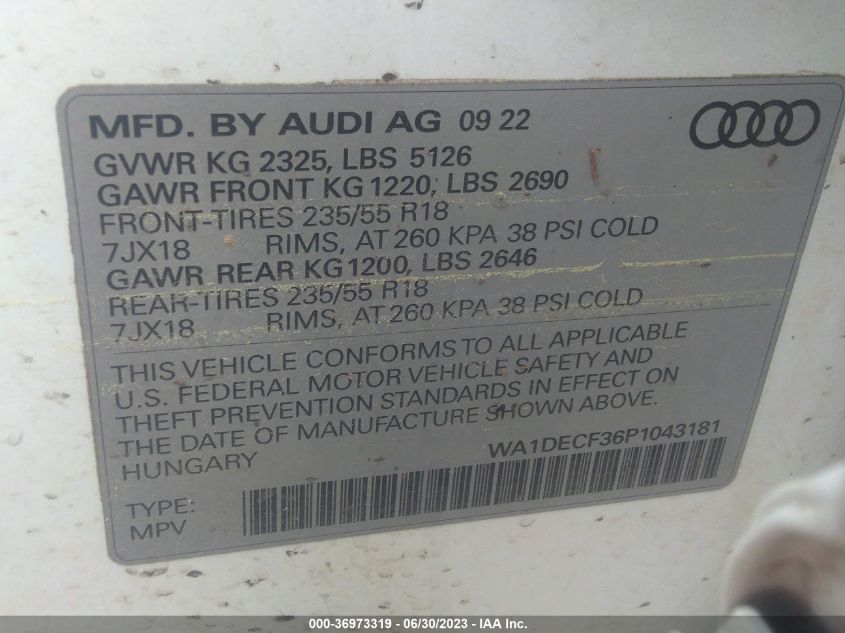 MFD. BY AUDI AG 09 22
GVWR KG 2325, LBS 5126
GAWR FRONT KG 1220, LBS 2690
FRONT-TIRES 235/55 R18
7JX18 RIMS, AT 260 KPA 38 PSI COLD
GAWR REAR KG 1200, LBS 2646
REAR-TIRES 235/55 R18
7JX18 RIMS, AT 260 KPA 38 PSI COLD
THIS VEHICLE CONFORMS TO ALL APPLICABLE
U.S. FEDERAL MOTOR VEHICLE SAFETY AND
THEFT PREVENTION STANDARDS IN EFFECT ON
THE DATE OF MANUFACTURE SHOWN ABOVE.
HUNGARY WA1DECF36P1043181
TYPE:
MPV
000-36973319 - 06/30/2023 - IAA Inc.